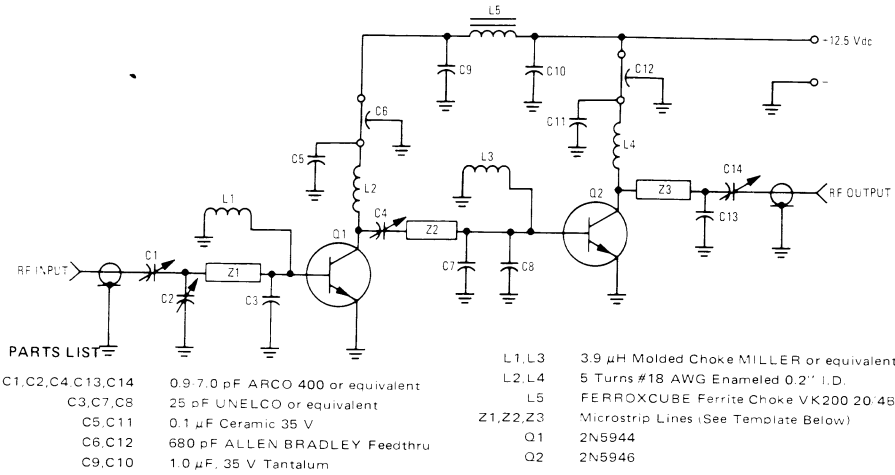 L5
-12.5 Vdc
C9
C10
C12
-
C6
C11
C5
L4
L3
L2
C14
Z3
RF OUTPUT
L1
Q2
C4
C13
Q1
Z2
C1
RF INPUT
Z1
C7
C8
C2
C3
PARTS LIST
C1,C2,C4,C13,C14 0.9-7.0 pF ARCO 400 or equivalent
C3,C7,C8 25 pF UNELCO or equivalent
C5,C11 0.1 μF Ceramic 35 V
C6,C12 680 pF ALLEN BRADLEY Feedthru
C9,C10 1.0 μF, 35 V Tantalum
L1,L3 3.9 μH Molded Choke MILLER or equivalent
L2,L4 5 Turns #18 AWG Enameled 0.2" I.D.
L5 FERROXCUBE Ferrite Choke VK200 20/48
Z1,Z2,Z3 Microstrip Lines (See Template Below)
Q1 2N5944
Q2 2N5946